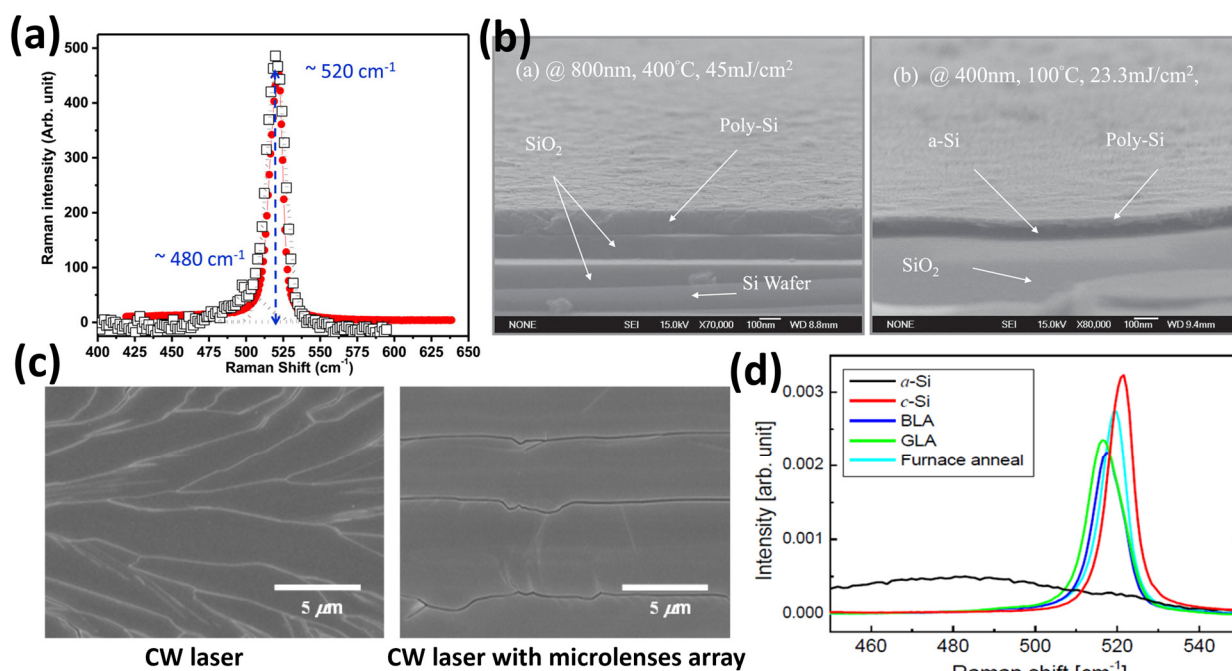 (a)
Raman intensity (Arb. unit)
500
400
300
200
100
0
~ 520 cm⁻¹
~ 480 cm⁻¹
400 425 450 475 500 525 550 575 600 625 650
Raman Shift (cm⁻¹)
(b)
(a) @ 800nm, 400°C, 45mJ/cm²
SiO₂
Poly-Si
Si Wafer
NONE SEI 15.0kV X70,000 100nm WD 8.8mm
(b) @ 400nm, 100°C, 23.3mJ/cm²,
a-Si
Poly-Si
SiO₂
NONE SEI 15.0kV X80,000 100nm WD 9.4mm
(c)
5 μm
CW laser
5 μm
CW laser with microlenses array
(d)
Intensity [arb. unit]
0.003
0.002
0.001
0.000
a-Si
c-Si
BLA
GLA
Furnace anneal
460 480 500 520 540
Raman shift [cm⁻¹]